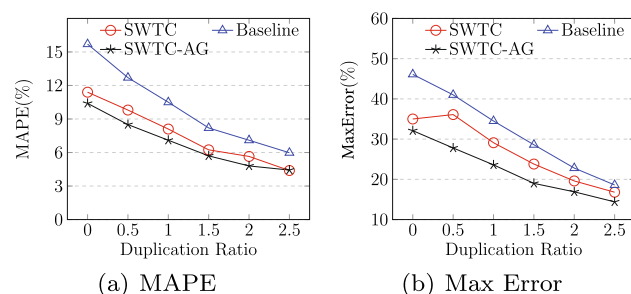 SWTC Baseline
SWTC-AG
15
12
9
6
3
0
MAPE(%)
0 0.5 1 1.5 2 2.5
Duplication Ratio
(a) MAPE
60
SWTC Baseline
SWTC-AG
50
40
30
20
10
MaxError(%)
0 0.5 1 1.5 2 2.5
Duplication Ratio
(b) Max Error